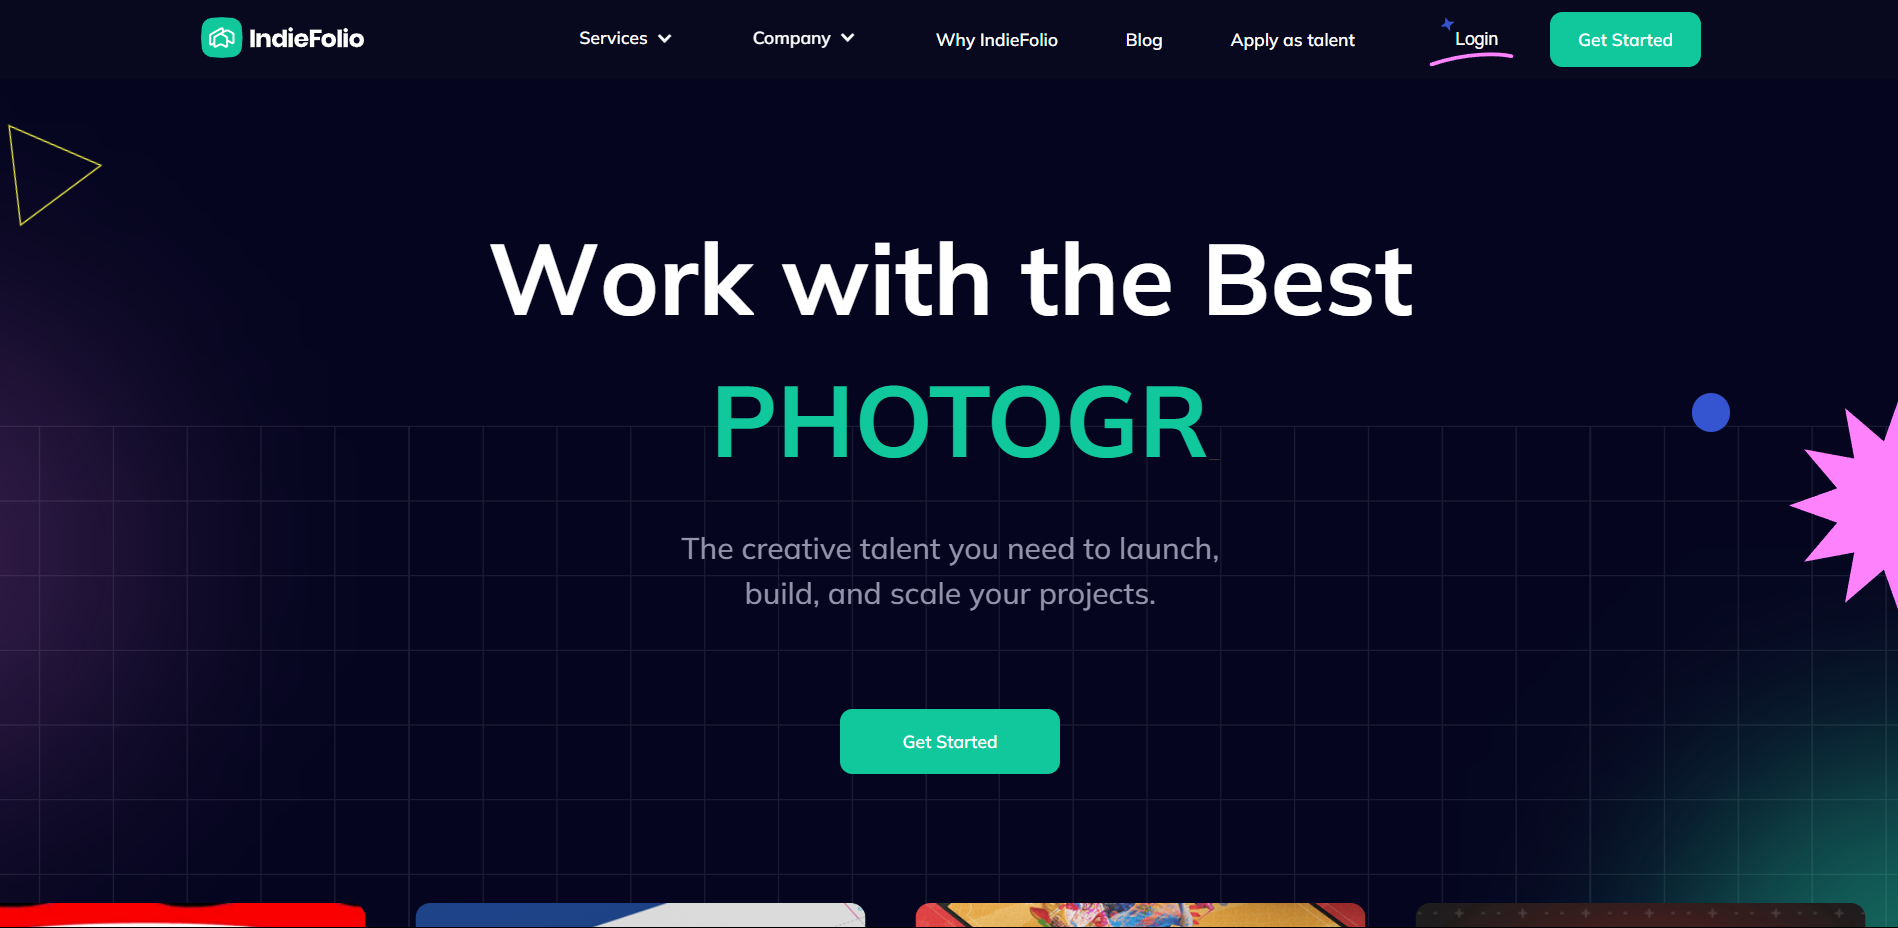 IndieFolio
Services
Company
Why IndieFolio
Blog
Apply as talent
Login
Get Started
Work with the Best
PHOTOGR_
The creative talent you need to launch,
build, and scale your projects.
Get Started